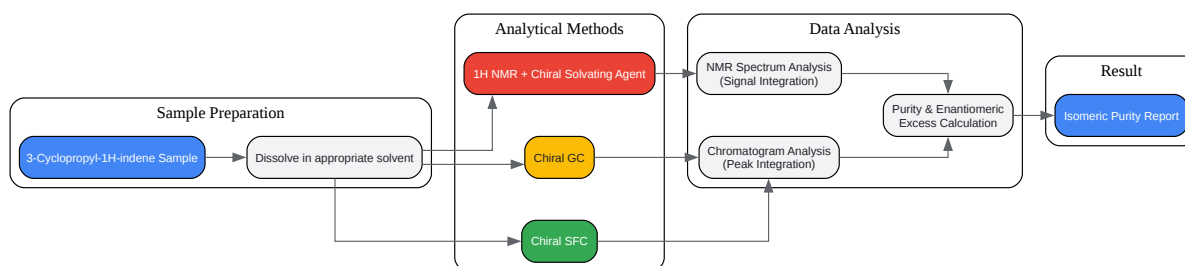 Sample Preparation
3-Cyclopropyl-1H-indene Sample
Dissolve in appropriate solvent
Analytical Methods
1H NMR + Chiral Solvating Agent
Chiral GC
Chiral SFC
Data Analysis
NMR Spectrum Analysis
(Signal Integration)
Chromatogram Analysis
(Peak Integration)
Purity & Enantiomeric
Excess Calculation
Result
Isomeric Purity Report